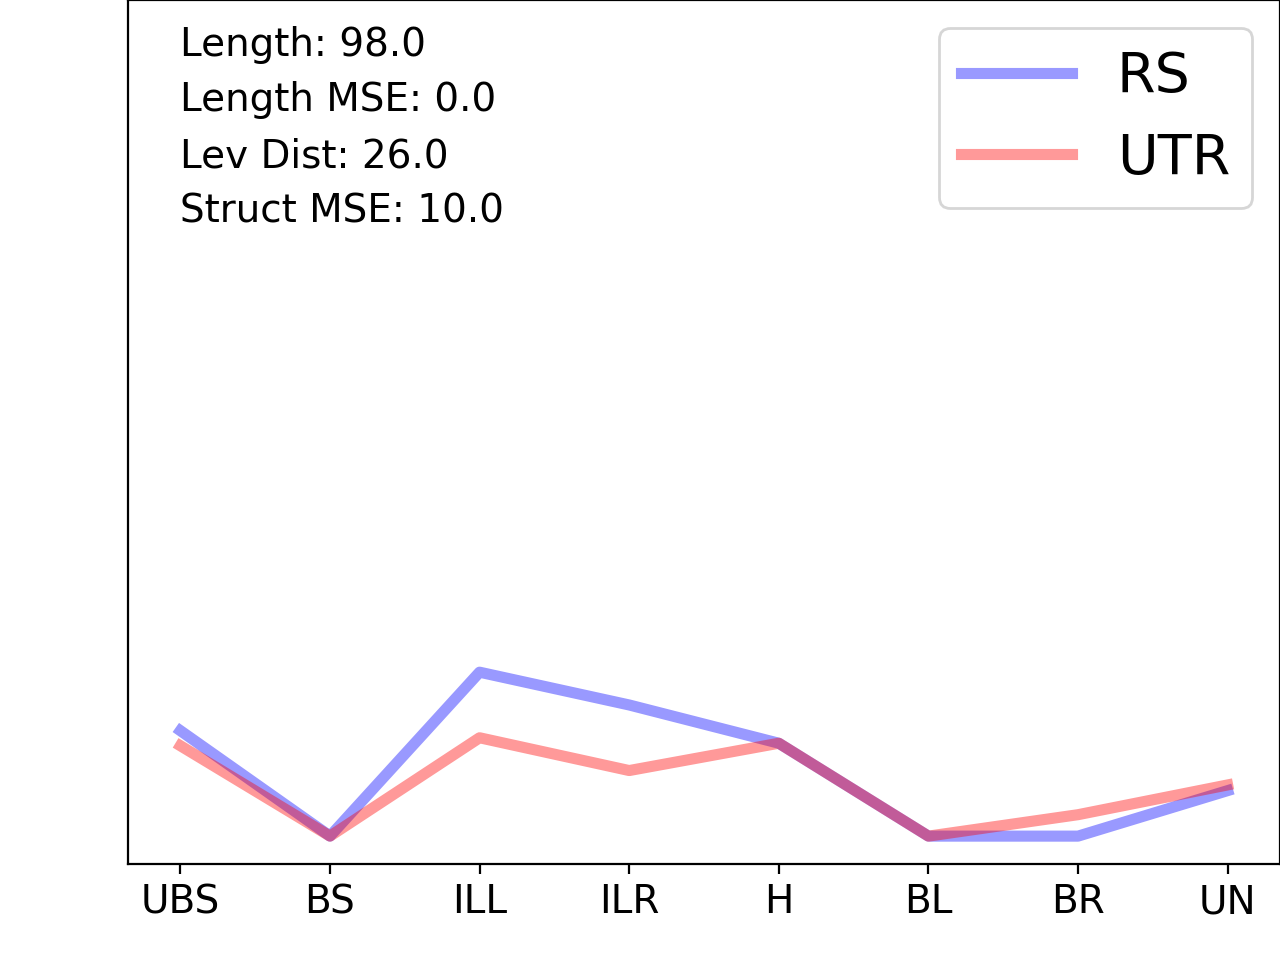 Length: 98.0
Length MSE: 0.0
Lev Dist: 26.0
Struct MSE: 10.0
RS
UTR
UBS BS ILL ILR H BL BR UN